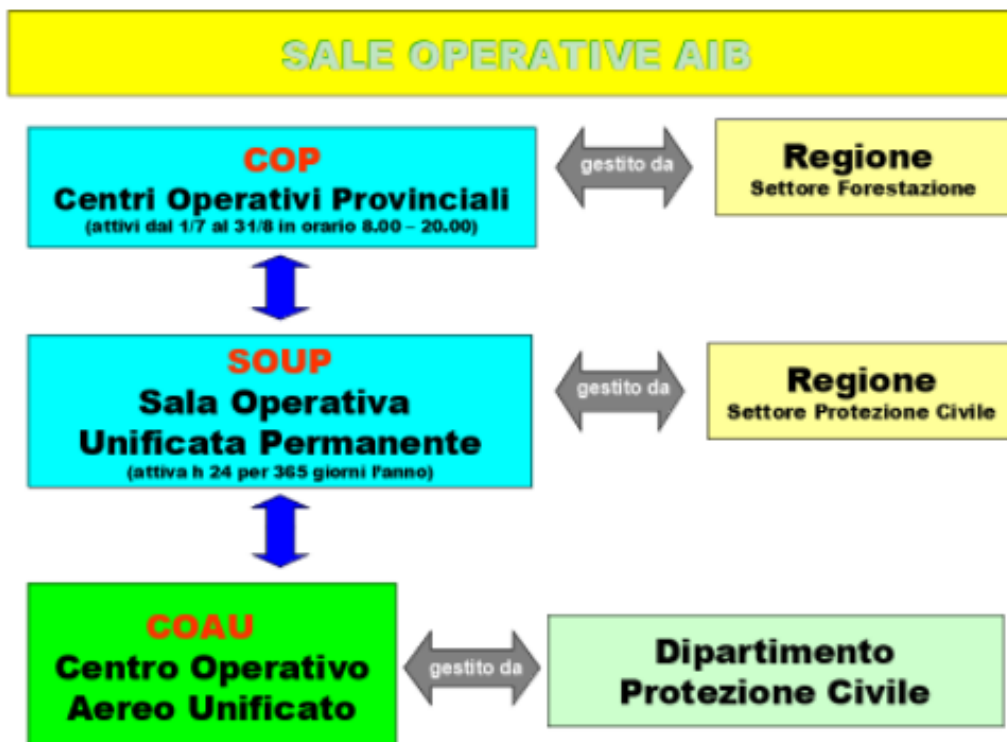 SALE OPERATIVE AIB
COP
Centri Operativi Provinciali
(attivi dal 1/7 al 31/8 in orario 8.00 – 20.00)
gestito da
Regione
Settore Forestazione
SOUP
Sala Operativa
Unificata Permanente
(attiva h 24 per 365 giorni l'anno)
gestito da
Regione
Settore Protezione Civile
COAU
Centro Operativo
Aereo Unificato
gestito da
Dipartimento
Protezione Civile